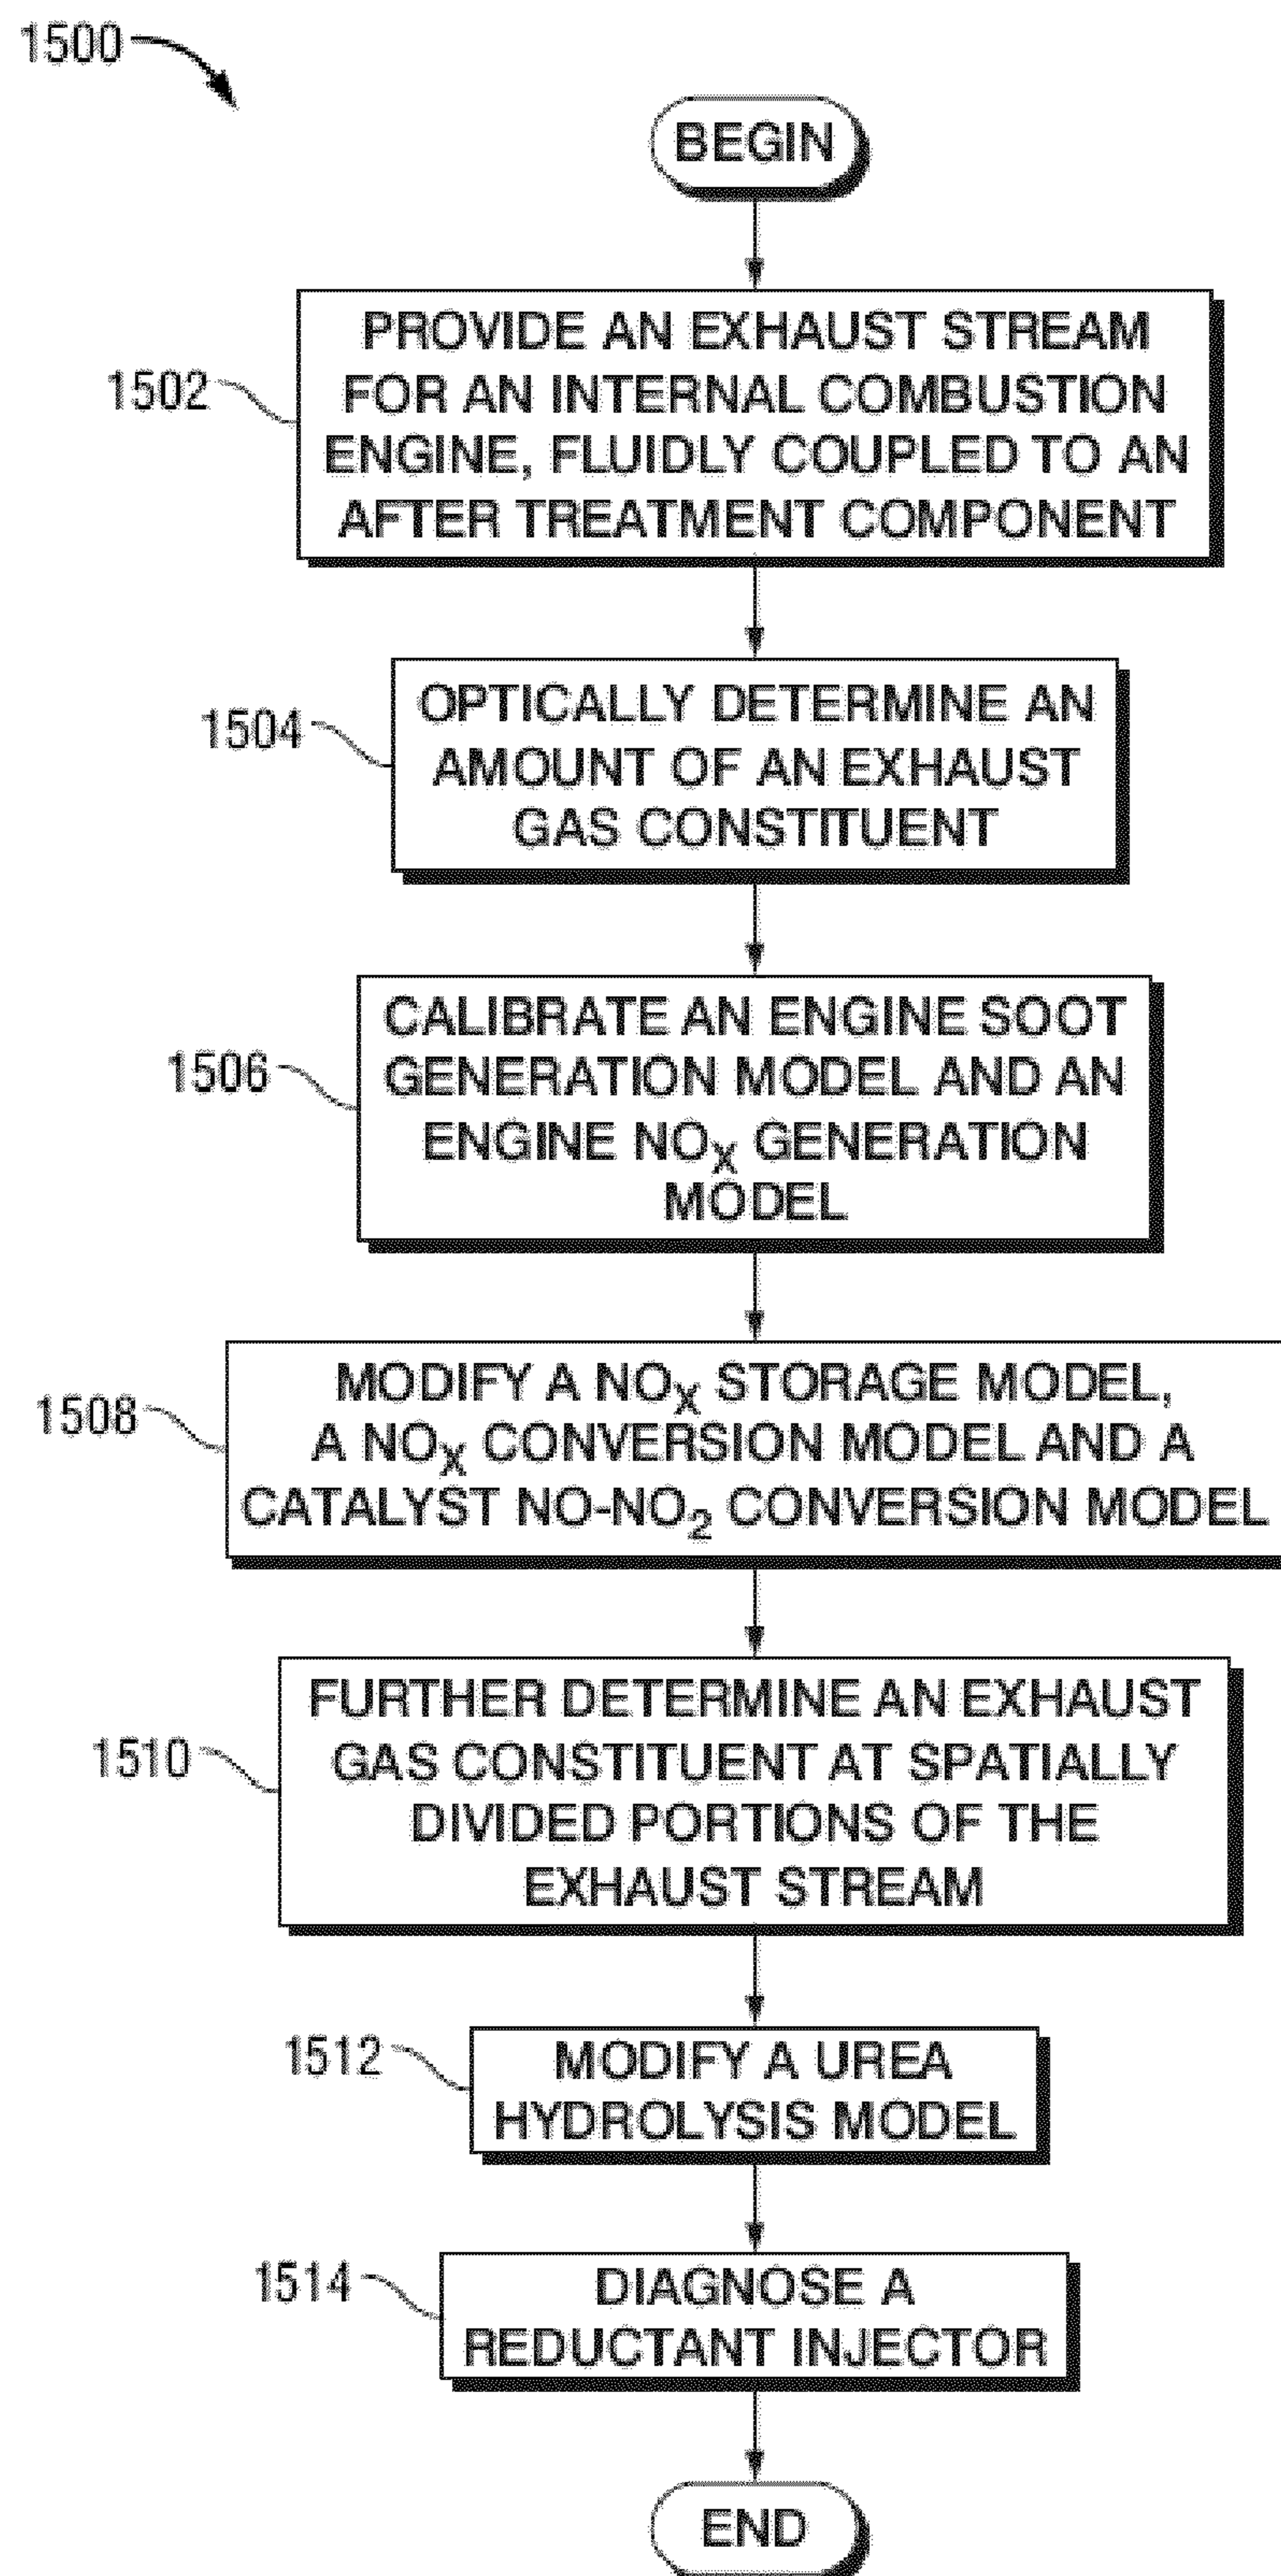 1500
BEGIN
1502
PROVIDE AN EXHAUST STREAM
FOR AN INTERNAL COMBUSTION
ENGINE, FLUIDLY COUPLED TO AN
AFTER TREATMENT COMPONENT
1504
OPTICALLY DETERMINE AN
AMOUNT OF AN EXHAUST
GAS CONSTITUENT
1506
CALIBRATE AN ENGINE SOOT
GENERATION MODEL AND AN
ENGINE NOX GENERATION
MODEL
1508
MODIFY A NOX STORAGE MODEL,
A NOX CONVERSION MODEL AND A
CATALYST NO-NO2 CONVERSION MODEL
1510
FURTHER DETERMINE AN EXHAUST
GAS CONSTITUENT AT SPATIALLY
DIVIDED PORTIONS OF THE
EXHAUST STREAM
1512
MODIFY A UREA
HYDROLYSIS MODEL
1514
DIAGNOSE A
REDUCTANT INJECTOR
END